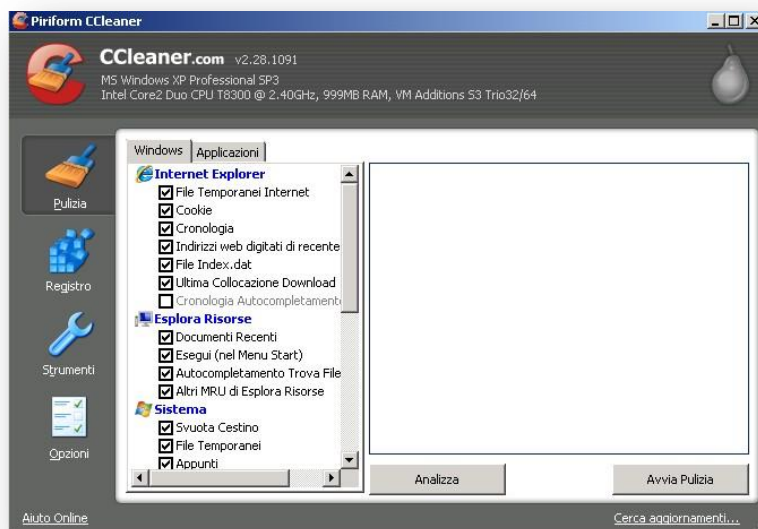 Piriform CCleaner
CCleaner.com v2.28.1091
MS Windows XP Professional SP3
Intel Core2 Duo CPU T8300 @ 2.40GHz, 999MB RAM, VM Additions S3 Trio32/64
Pulizia
Registro
Strumenti
Opzioni
Windows
Applicazioni
Internet Explorer
File Temporanei Internet
Cookie
Cronologia
Indirizzi web digitati di recente
File Index.dat
Ultima Collocazione Download
Cronologia Autocompletament
Esplora Risorse
Documenti Recenti
Esegui (nel Menu Start)
Autocompletamento Trova File
Altri MRU di Esplora Risorse
Sistema
Svuota Cestino
File Temporanei
Appunti
Analizza
Avvia Pulizia
Aiuto Online
Cerca aggiornamenti...